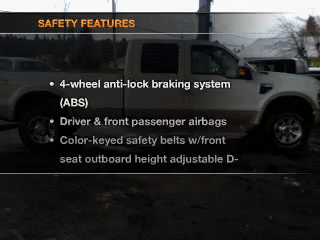 SAFETY FEATURES
• 4-wheel anti-lock braking system
(ABS)
• Driver & front passenger airbags
• Color-keyed safety belts w/front
seat outboard height adjustable D-